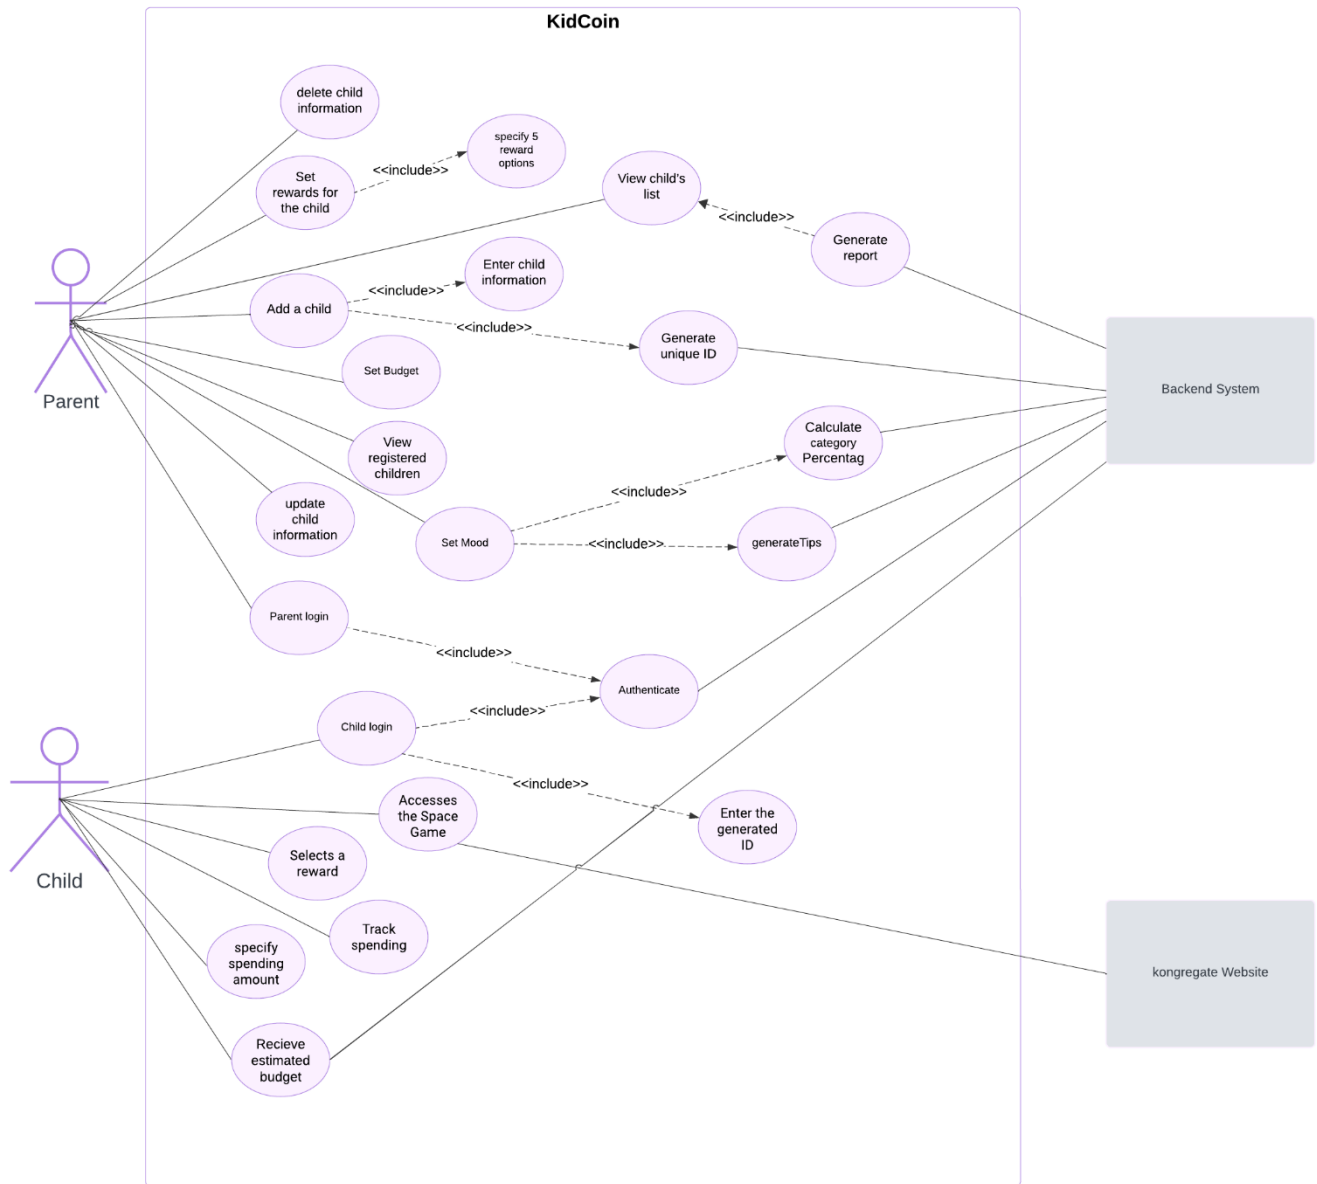 KidCoin
delete child
information
specify 5
reward
options
<<include>>
Set
rewards for
the child
View child's
list
<<include>>
Generate
report
Enter child
information
<<include>>
Add a child
<<include>>
Generate
unique ID
Set Budget
Parent
Backend System
View
registered
children
Calculate
category
Percentag
<<include>>
update
child
information
Set Mood
<<include>>
generateTips
Parent login
<<include>>
Authenticate
<<include>>
Child login
<<include>>
Accesses
the Space
Game
Enter the
generated
ID
Selects a
reward
Child
Track
spending
specify
spending
amount
kongregate Website
Recieve
estimated
budget